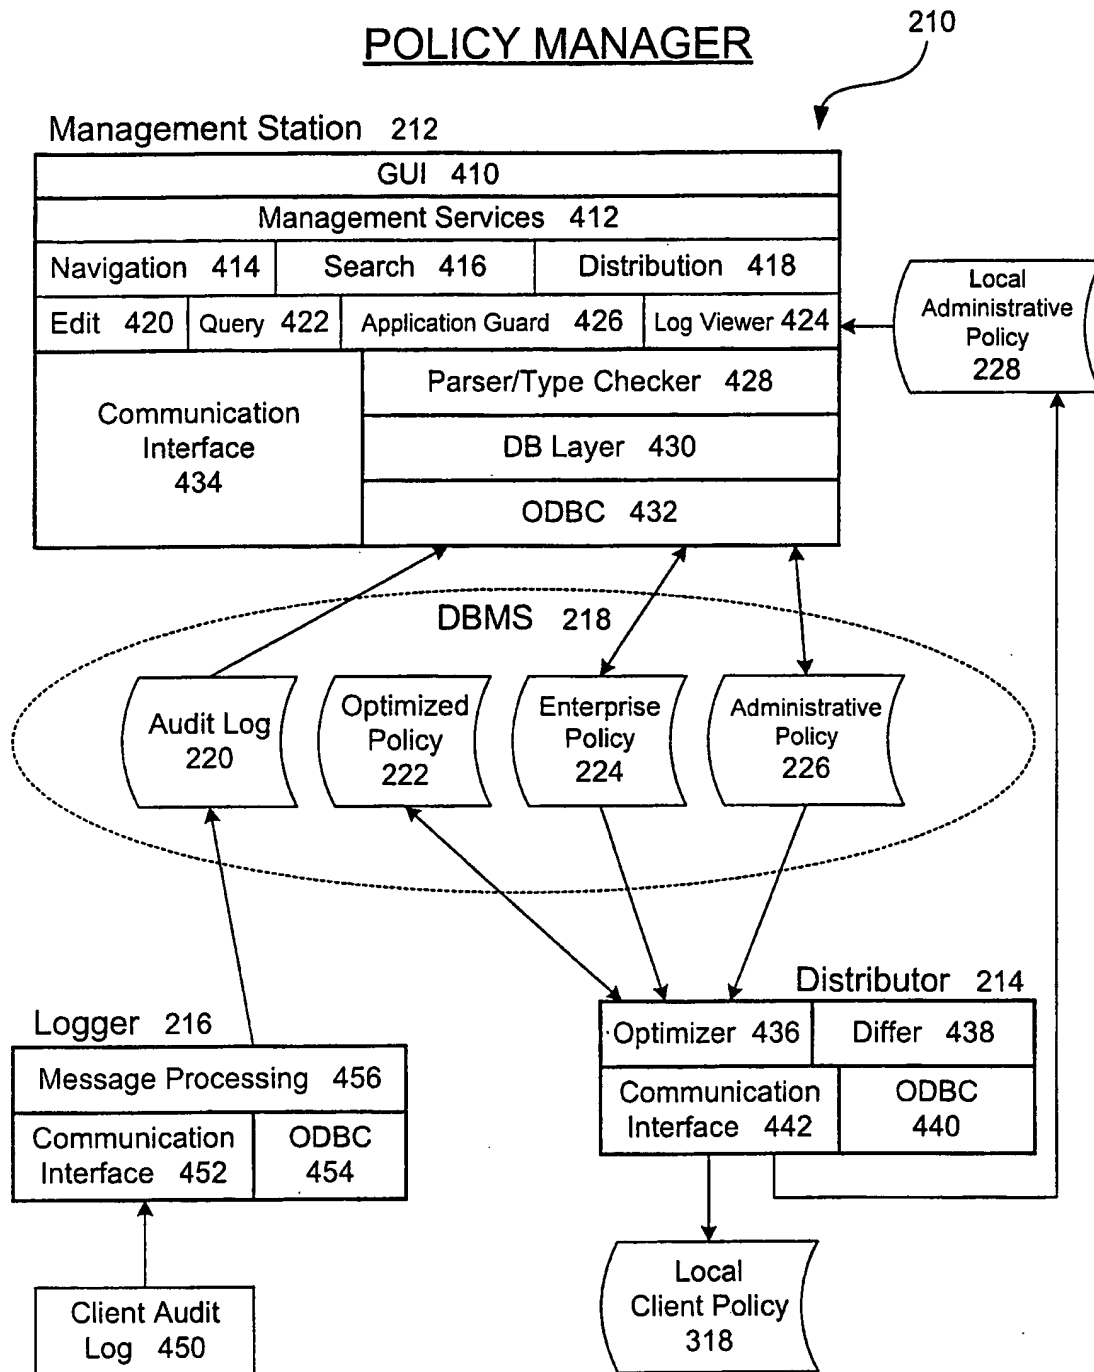 POLICY MANAGER
210
Management Station 212
GUI 410
Management Services 412
Navigation 414
Search 416
Distribution 418
Edit 420
Query 422
Application Guard 426
Log Viewer 424
Local
Administrative
Policy
228
Communication
Interface
434
Parser/Type Checker 428
DB Layer 430
ODBC 432
DBMS 218
Audit Log
220
Optimized
Policy
222
Enterprise
Policy
224
Administrative
Policy
226
Logger 216
Message Processing 456
Communication
Interface 452
ODBC
454
Client Audit
Log 450
Distributor 214
Optimizer 436
Differ 438
Communication
Interface 442
ODBC
440
Local
Client Policy
318